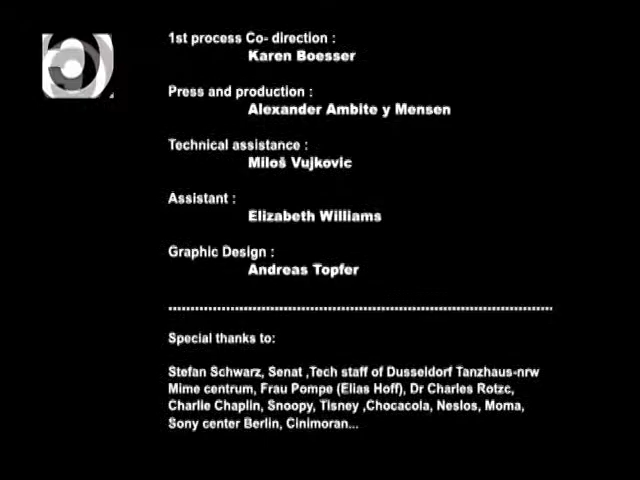 1st process Co- direction :
Karen Boesser
Press and production :
Alexander Ambite y Mensen
Technical assistance :
Miloš Vujkovic
Assistant :
Elizabeth Williams
Graphic Design :
Andreas Topfer
Special thanks to:
Stefan Schwarz, Senat ,Tech staff of Dusseldorf Tanzhaus-nrw
Mime centrum, Frau Pompe (Elias Hoff), Dr Charles Rotzc,
Charlie Chaplin, Snoopy, Tisney ,Chocacola, Neslos, Moma,
Sony center Berlin, Cinimoran...